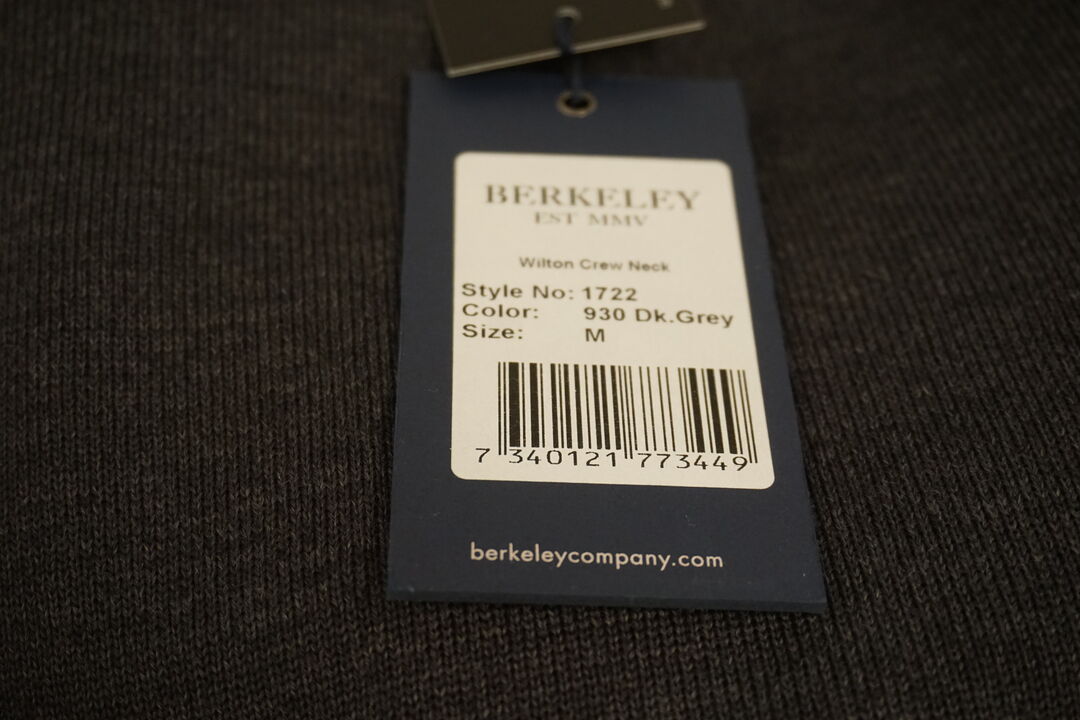 BERKELEY
EST MMV
Wilton Crew Neck
Style No: 1722
Color: 930 Dk.Grey
Size: M
7 340121 773449
berkeleycompany.com